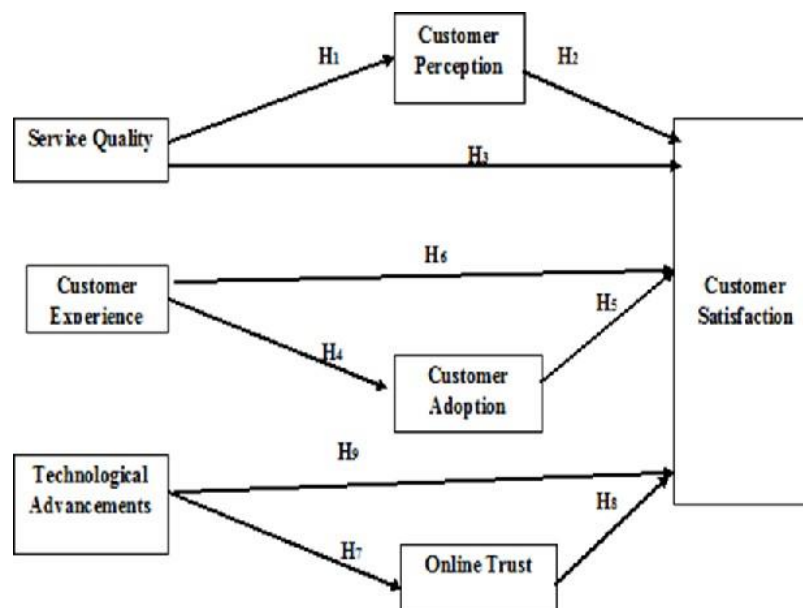 Customer
Perception
H1
H2
Service Quality
H3
Customer
Experience
H6
H5
H4
Customer
Adoption
Customer
Satisfaction
Technological
Advancements
H9
H8
H7
Online Trust